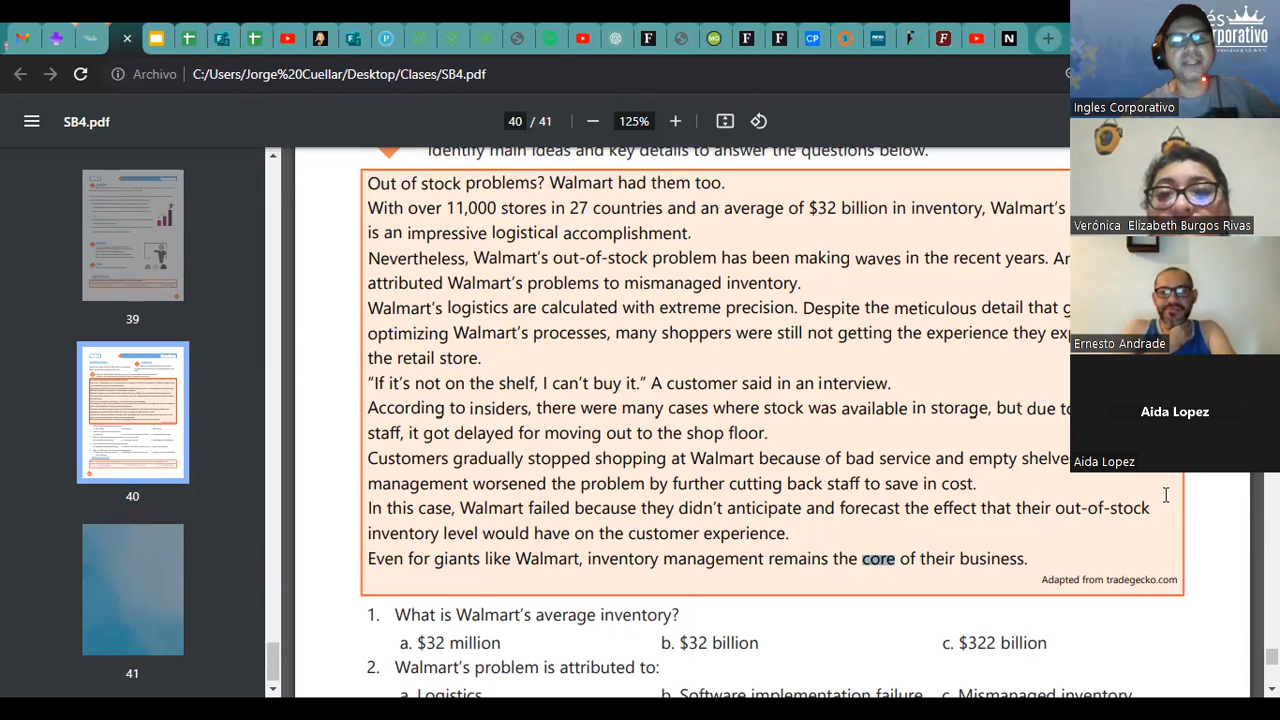 Archivo
C:/Users/Jorge%20Cuellar/Desktop/Clases/SB4.pdf
SB4.pdf
40 / 41
125%
39
40
41
Identify main ideas and key details to answer the questions below.
Out of stock problems? Walmart had them too.
With over 11,000 stores in 27 countries and an average of $32 billion in inventory, Walmart's
is an impressive logistical accomplishment.
Nevertheless, Walmart's out-of-stock problem has been making waves in the recent years.
attributed Walmart's problems to mismanaged inventory.
Walmart's logistics are calculated with extreme precision. Despite the meticulous detail that
optimizing Walmart's processes, many shoppers were still not getting the experience they
the retail store.
“If it's not on the shelf, I can't buy it.” A customer said in an interview.
According to insiders, there were many cases where stock was available in storage, but due to
staff, it got delayed for moving out to the shop floor.
Customers gradually stopped shopping at Walmart because of bad service and empty
management worsened the problem by further cutting back staff to save in cost.
In this case, Walmart failed because they didn't anticipate and forecast the effect that their out-of-stock
inventory level would have on the customer experience.
Even for giants like Walmart, inventory management remains the core of their business.
Adapted from tradegecko.com
1. What is Walmart's average inventory?
a. $32 million b. $32 billion c. $322 billion
2. Walmart's problem is attributed to:
a. Logistics b. Software implementation failure c. Mismanaged inventory
Ingles Corporativo
Verónica Elizabeth Burgos Rivas
Ernesto Andrade
Aida Lopez
Aida Lopez